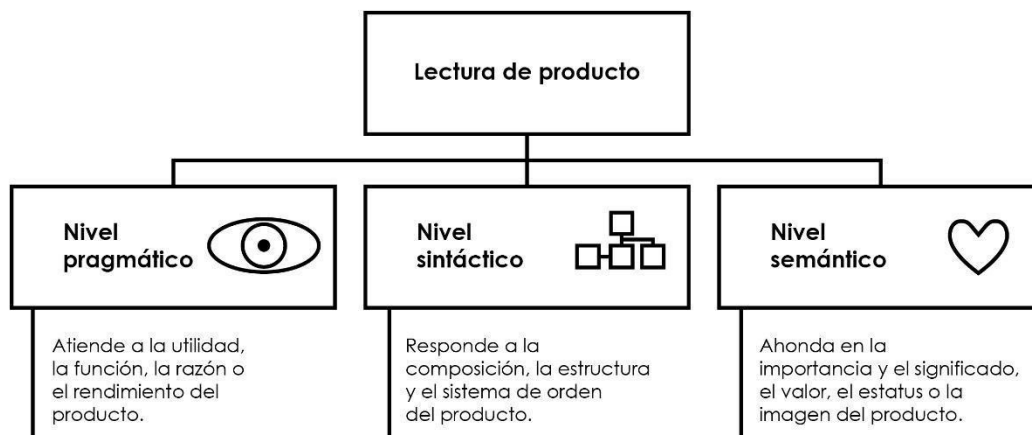 Lectura de producto
Nivel
pragmático
Nivel
sintáctico
Nivel
semántico
Atiende a la utilidad,
la función, la razón o
el rendimiento del
producto.
Responde a la
composición, la estructura
y el sistema de orden
del producto.
Ahonda en la
importancia y el significado,
el valor, el estatus o la
imagen del producto.